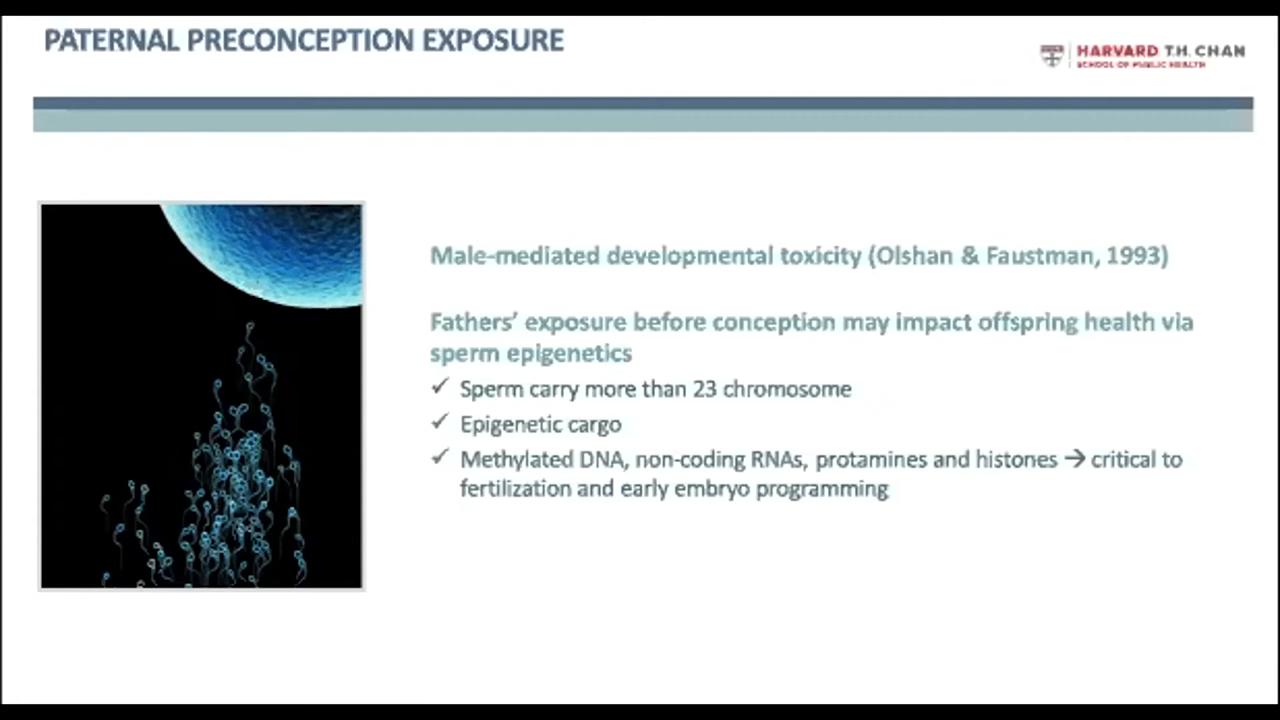 PATERNAL PRECONCEPTION EXPOSURE
HARVARD T.H. CHAN
SCHOOL OF PUBLIC HEALTH
Male-mediated developmental toxicity (Olshan & Faustman, 1993)
Fathers’ exposure before conception may impact offspring health via
sperm epigenetics
✓ Sperm carry more than 23 chromosome
✓ Epigenetic cargo
✓ Methylated DNA, non-coding RNAs, protamines and histones → critical to
fertilization and early embryo programming